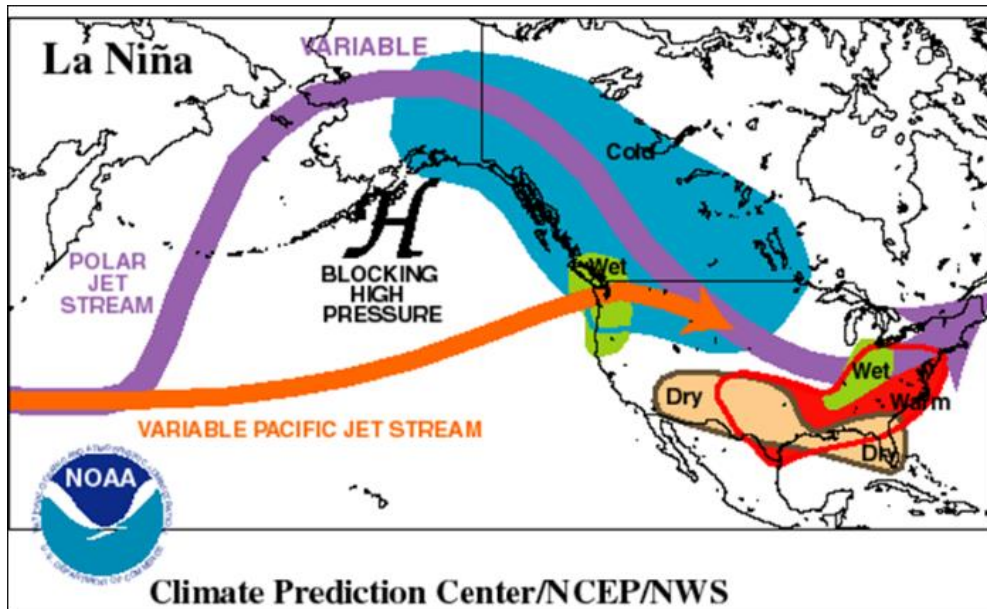 La Niña
VARIABLE
Cold
POLAR
JET
STREAM
H
BLOCKING
HIGH
PRESSURE
Wet
Wet
Dry
Warm
Dry
VARIABLE PACIFIC JET STREAM
NOAA
Climate Prediction Center/NCEP/NWS